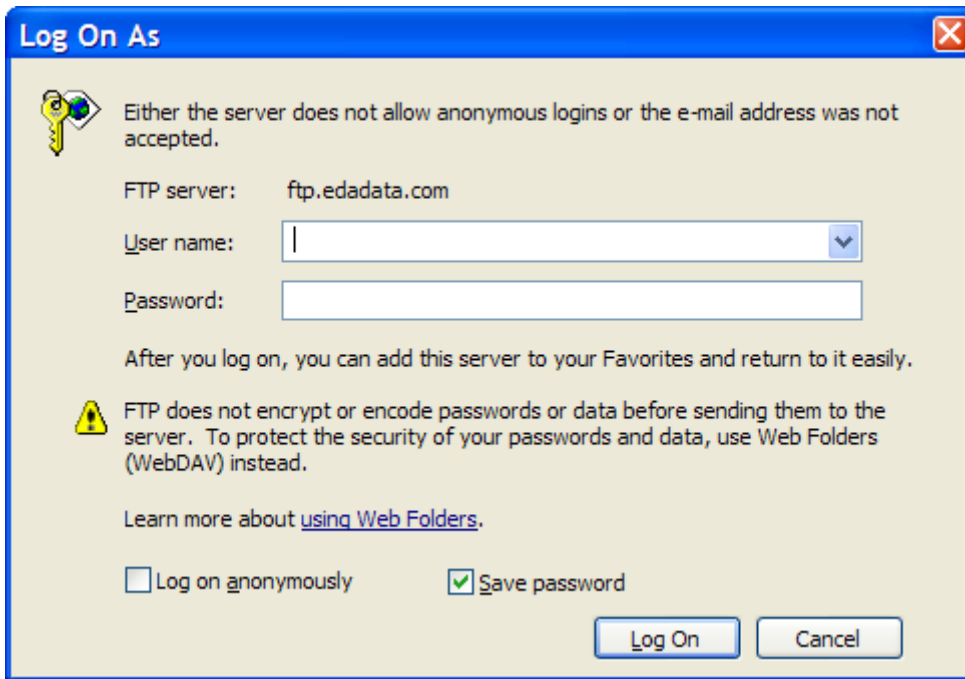 Log On As
Either the server does not allow anonymous logins or the e-mail address was not
accepted.
FTP server: ftp.edadata.com
User name:
Password:
After you log on, you can add this server to your Favorites and return to it easily.
FTP does not encrypt or encode passwords or data before sending them to the
server. To protect the security of your passwords and data, use Web Folders
(WebDAV) instead.
Learn more about using Web Folders.
Log on anonymously Save password
Log On Cancel